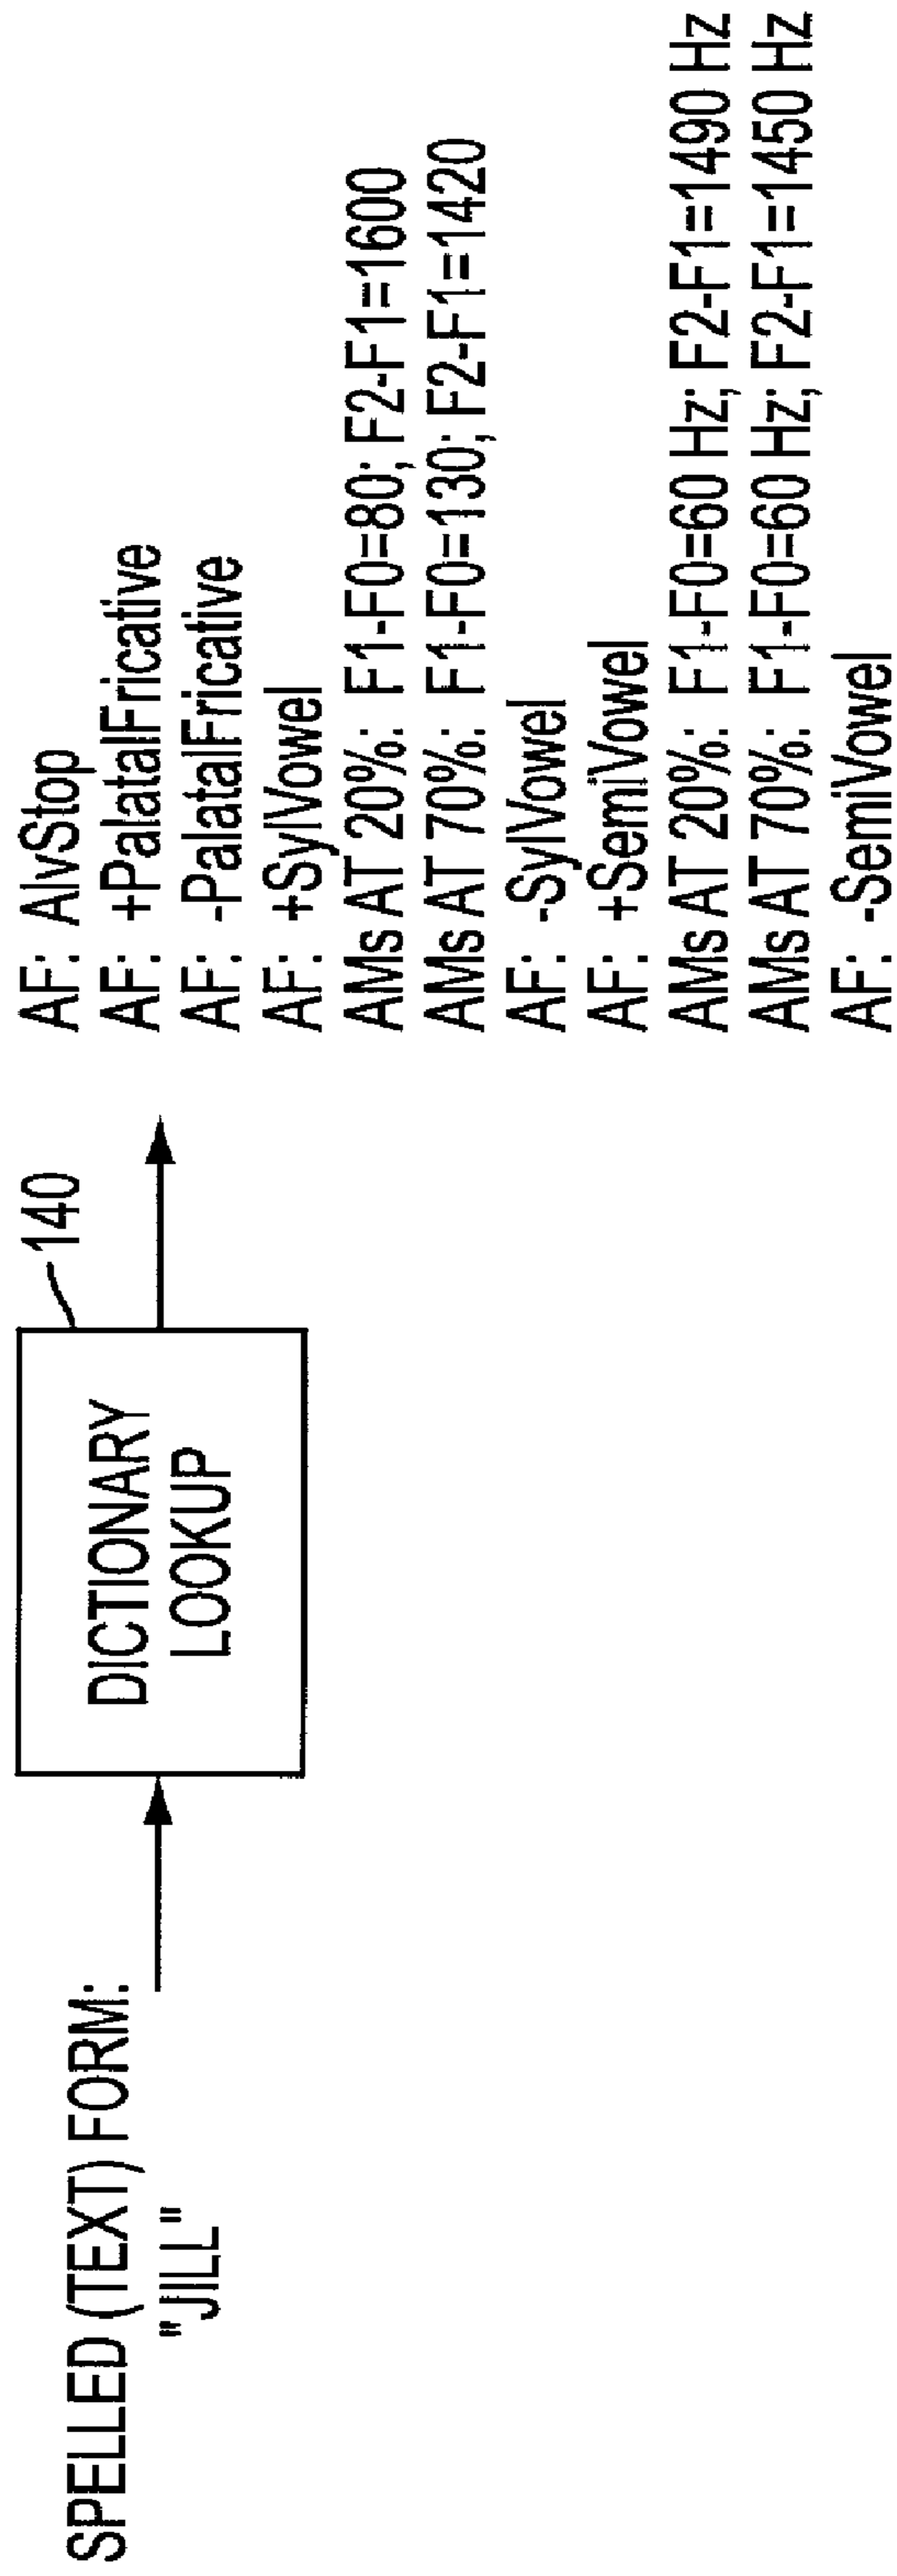 SPELLED (TEXT) FORM:
"JILL"
DICTIONARY
LOOKUP
140
AF: AlvStop
AF: +PalatalFricative
AF: -PalatalFricative
AF: +SylVowel
AMs AT 20%: F1-F0=80; F2-F1=1600
AMs AT 70%: F1-F0=130; F2-F1=1420
AF: -SylVowel
AF: +SemiVowel
AMs AT 20%: F1-F0=60 Hz; F2-F1=1490 Hz
AMs AT 70%: F1-F0=60 Hz; F2-F1=1450 Hz
AF: -SemiVowel